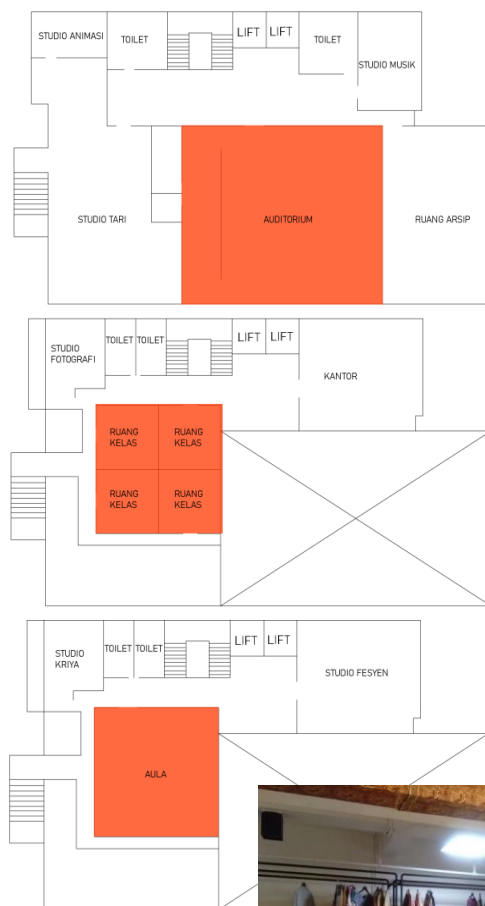 STUDIO ANIMASI
TOILET
LIFT
LIFT
TOILET
STUDIO MUSIK
STUDIO TARI
AUDITORIUM
RUANG ARSIP
STUDIO
FOTOGRAFI
TOILET
TOILET
LIFT
LIFT
KANTOR
RUANG
KELAS
RUANG
KELAS
RUANG
KELAS
RUANG
KELAS
STUDIO
KRIYA
TOILET
TOILET
LIFT
LIFT
STUDIO FESYEN
AULA